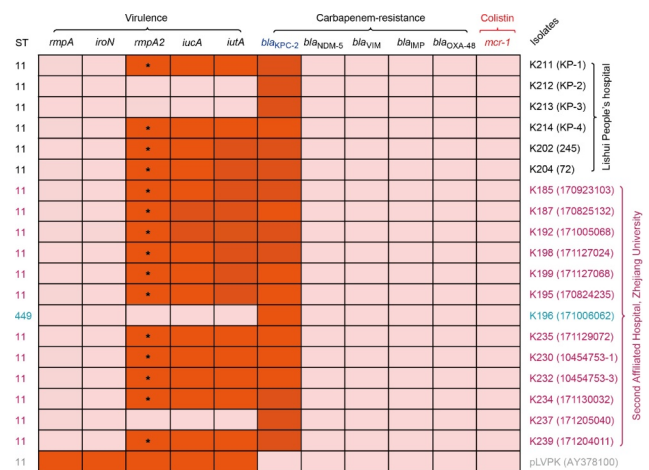 Virulence Carbapenem-resistance Colistin
ST rmpA iroN rmpA2 iucA iutA blaKPC-2 blaNDM-5 blaVIM blaIMP blaOXA-48 mcr-1 Isolates
11 * K211 (KP-1)
11 K212 (KP-2)
11 K213 (KP-3)
11 * K214 (KP-4)
11 * K202 (245)
11 * K204 (72)
Lishui People's hospital
11 * K185 (170923103)
11 * K187 (170825132)
11 * K192 (171005068)
11 * K198 (171127024)
11 * K199 (171127068)
11 * K195 (170824235)
449 K196 (171006062)
11 * K235 (171129072)
11 * K230 (10454753-1)
11 * K232 (10454753-3)
11 * K234 (171130032)
11 K237 (171205040)
11 * K239 (171204011)
Second Affiliated Hospital, Zhejiang University
11 pLVPK (AY378100)